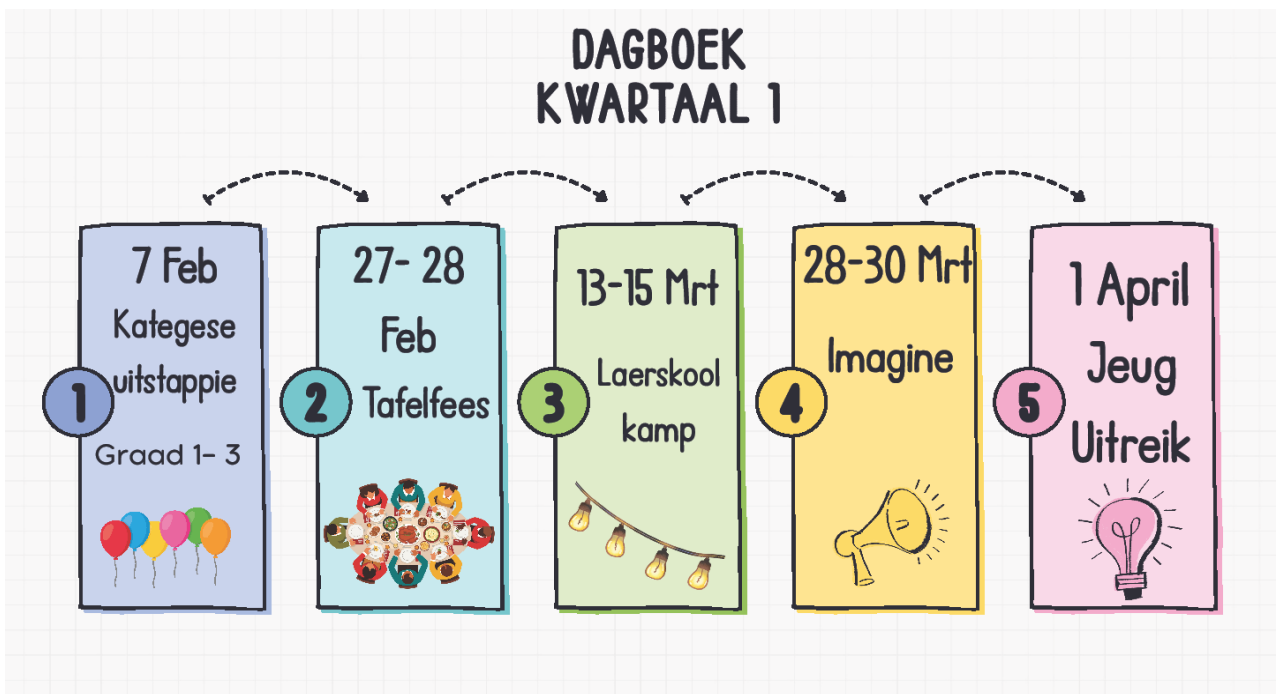 DAGBOEK
KWARTAAL 1
7 Feb
Kategese
uitstappie
Graad 1- 3
1
27- 28
Feb
Tafelfees
2
13-15 Mrt
Laerskool
kamp
3
28-30 Mrt
Imagine
4
1 April
Jeug
Uitreik
5